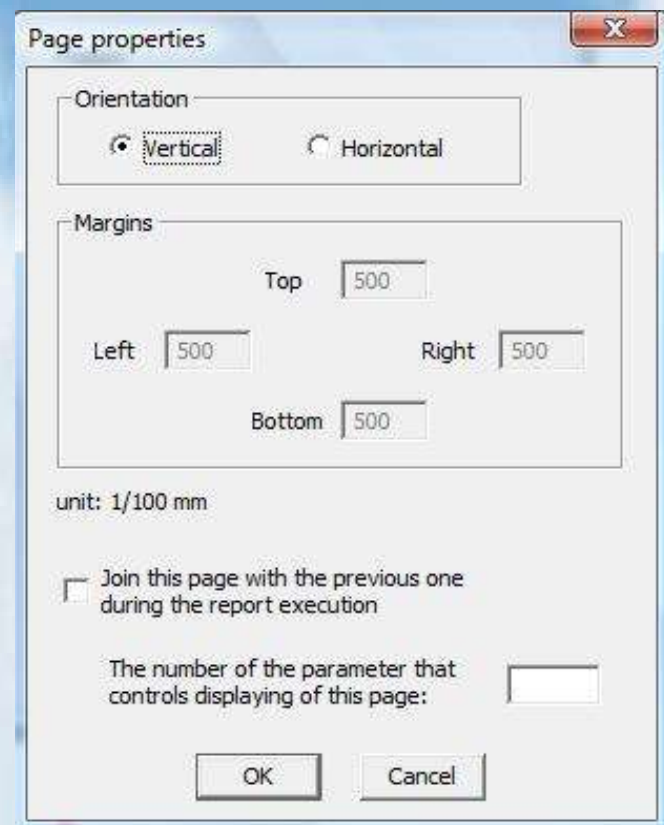 Page properties
Orientation
Vertical Horizontal
Margins
Top 500
Left 500 Right 500
Bottom 500
unit: 1/100 mm
Join this page with the previous one
during the report execution
The number of the parameter that
controls displaying of this page:
OK Cancel